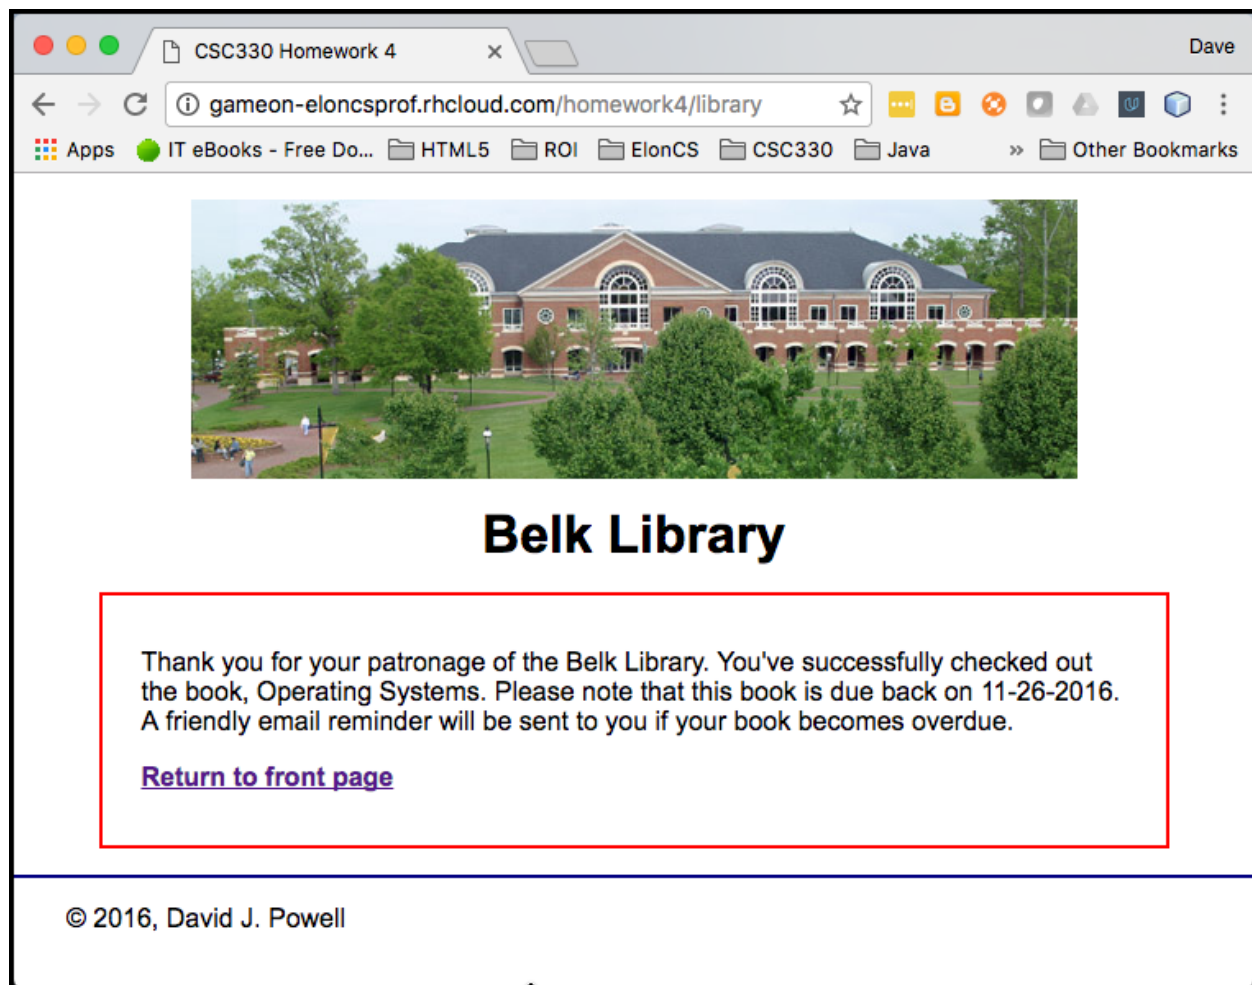 CSC330 Homework 4
Dave
gameon-eloncsprof.rhcloud.com/homework4/library
Apps IT eBooks - Free Do... HTML5 ROI ElonCS CSC330 Java » Other Bookmarks
Belk Library
Thank you for your patronage of the Belk Library. You've successfully checked out
the book, Operating Systems. Please note that this book is due back on 11-26-2016.
A friendly email reminder will be sent to you if your book becomes overdue.
Return to front page
© 2016, David J. Powell